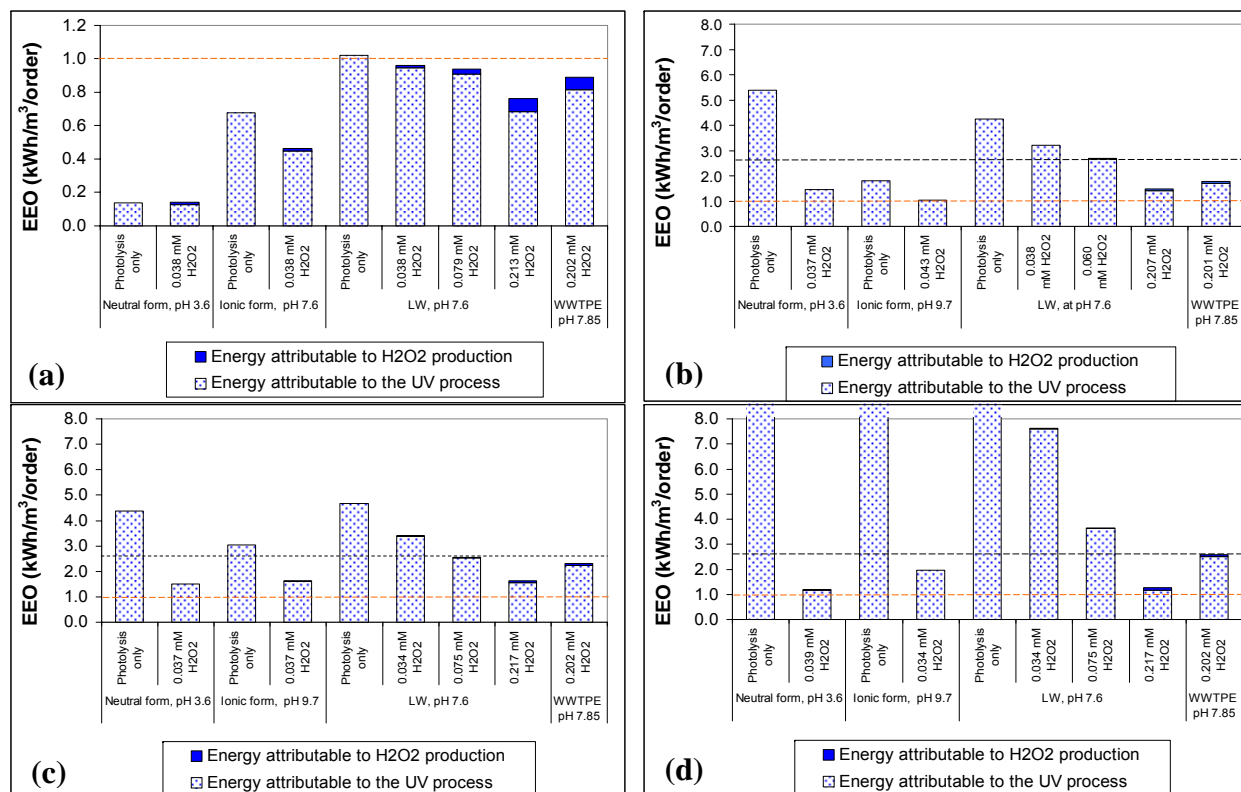 EEO (kWh/m³/order)
1.2
1.0
0.8
0.6
0.4
0.2
0.0
Photolysis only
0.038 mM H2O2
Photolysis only
0.038 mM H2O2
Photolysis only
0.038 mM H2O2
0.079 mM H2O2
0.213 mM H2O2
0.202 mM H2O2
Neutral form, pH 3.6
Ionic form, pH 7.6
LW, pH 7.6
WWTPE
pH 7.85
(a)
Energy attributable to H2O2 production
Energy attributable to the UV process
EEO (kWh/m³/order)
8.0
7.0
6.0
5.0
4.0
3.0
2.0
1.0
0.0
Photolysis only
0.037 mM H2O2
Photolysis only
0.043 mM H2O2
Photolysis only
0.038 mM H2O2
0.060 mM H2O2
0.207 mM H2O2
0.201 mM H2O2
Neutral form, pH 3.6
Ionic form, pH 9.7
LW, at pH 7.6
WWTPE
pH 7.85
(b)
Energy attributable to H2O2 production
Energy attributable to the UV process
EEO (kWh/m³/order)
8.0
7.0
6.0
5.0
4.0
3.0
2.0
1.0
0.0
Photolysis only
0.037 mM H2O2
Photolysis only
0.037 mM H2O2
Photolysis only
0.034 mM H2O2
0.075 mM H2O2
0.217 mM H2O2
0.202 mM H2O2
Neutral form, pH 3.6
Ionic form, pH 9.7
LW, pH 7.6
WWTPE
pH 7.85
(c)
Energy attributable to H2O2 production
Energy attributable to the UV process
EEO (kWh/m³/order)
8.0
7.0
6.0
5.0
4.0
3.0
2.0
1.0
0.0
Photolysis only
0.039 mM H2O2
Photolysis only
0.034 mM H2O2
Photolysis only
0.034 mM H2O2
0.075 mM H2O2
0.217 mM H2O2
0.202 mM H2O2
Neutral form, pH 3.6
Ionic form, pH 9.7
LW, pH 7.6
WWTPE
pH 7.85
(d)
Energy attributable to H2O2 production
Energy attributable to the UV process